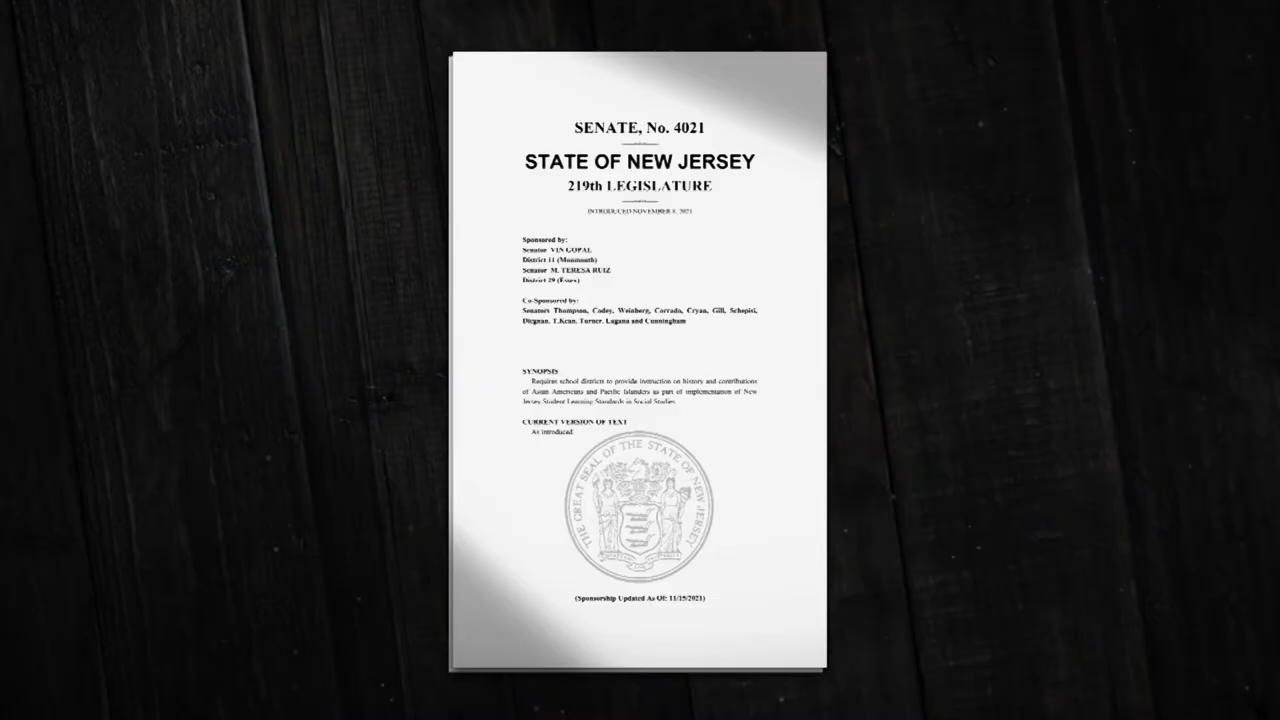 SENATE, No. 4021
STATE OF NEW JERSEY
219th LEGISLATURE
INTRODUCED NOVEMBER 8, 2021
Sponsored by:
Senator VIN GOPAL
District 11 (Monmouth)
Senator M. TERESA RUIZ
District 29 (Essex)
Co-Sponsored by:
Senators Thompson, Codey, Weinberg, Corrado, Cryan, Gill, Schepisi,
Diegnan, T.Kean, Turner, Lagana and Cunningham
SYNOPSIS
Requires school districts to provide instruction on history and contributions
of Asian Americans and Pacific Islanders as part of implementation of New
Jersey Student Learning Standards in Social Studies.
CURRENT VERSION OF TEXT
As introduced.
THE GREAT SEAL OF THE STATE OF NEW JERSEY
(Sponsorship Updated As Of: 11/15/2021)